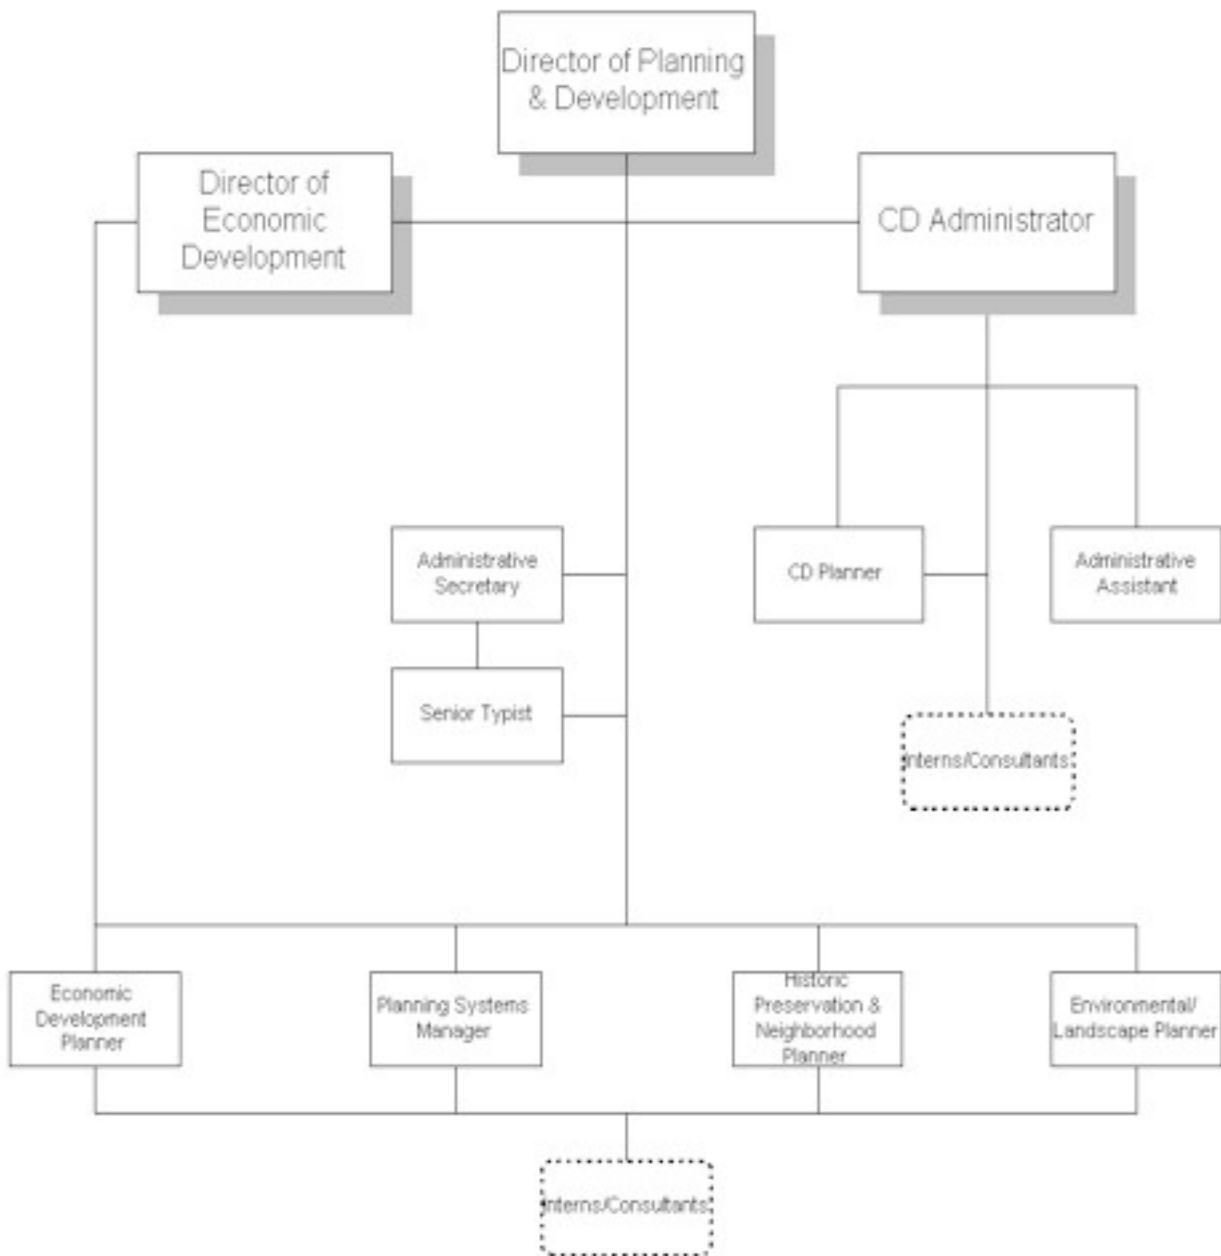 Director of Planning
& Development
Director of
Economic
Development
CD Administrator
Administrative
Secretary
CD Planner
Administrative
Assistant
Senior Typist
Interns/Consultants
Economic
Development
Planner
Planning Systems
Manager
Historic
Preservation &
Neighborhood
Planner
Environmental/
Landscape Planner
Interns/Consultants